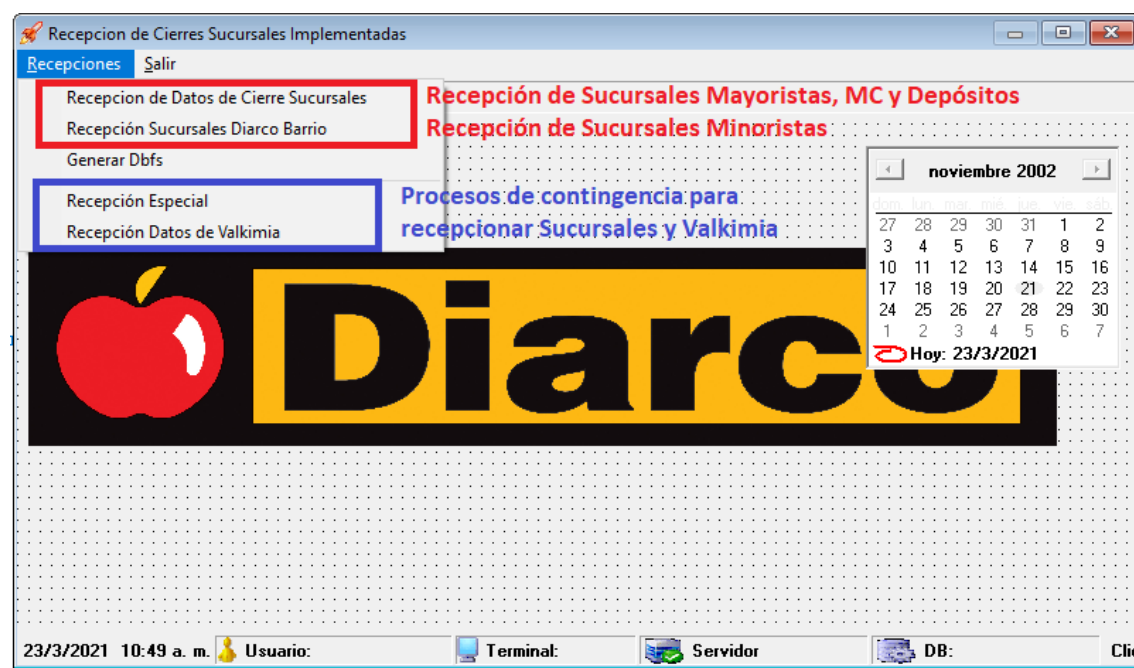 Recepcion de Cierres Sucursales Implementadas
Recepciones Salir
Recepcion de Datos de Cierre Sucursales
Recepción de Sucursales Mayoristas, MC y Depósitos
Recepción Sucursales Diarco Barrio
Recepción de Sucursales Minoristas
Generar Dbfs
Recepción Especial
Recepción Datos de Valkimia
Procesos de contingencia para
recepcionar Sucursales y Valkimia
noviembre 2002
dom. lun. mar. mié. jue. vie. sáb.
27 28 29 30 31 1 2
3 4 5 6 7 8 9
10 11 12 13 14 15 16
17 18 19 20 21 22 23
24 25 26 27 28 29 30
1 2 3 4 5 6 7
Hoy: 23/3/2021
Diarco
23/3/2021 10:49 a. m. Usuario: Terminal: Servidor DB: Cli